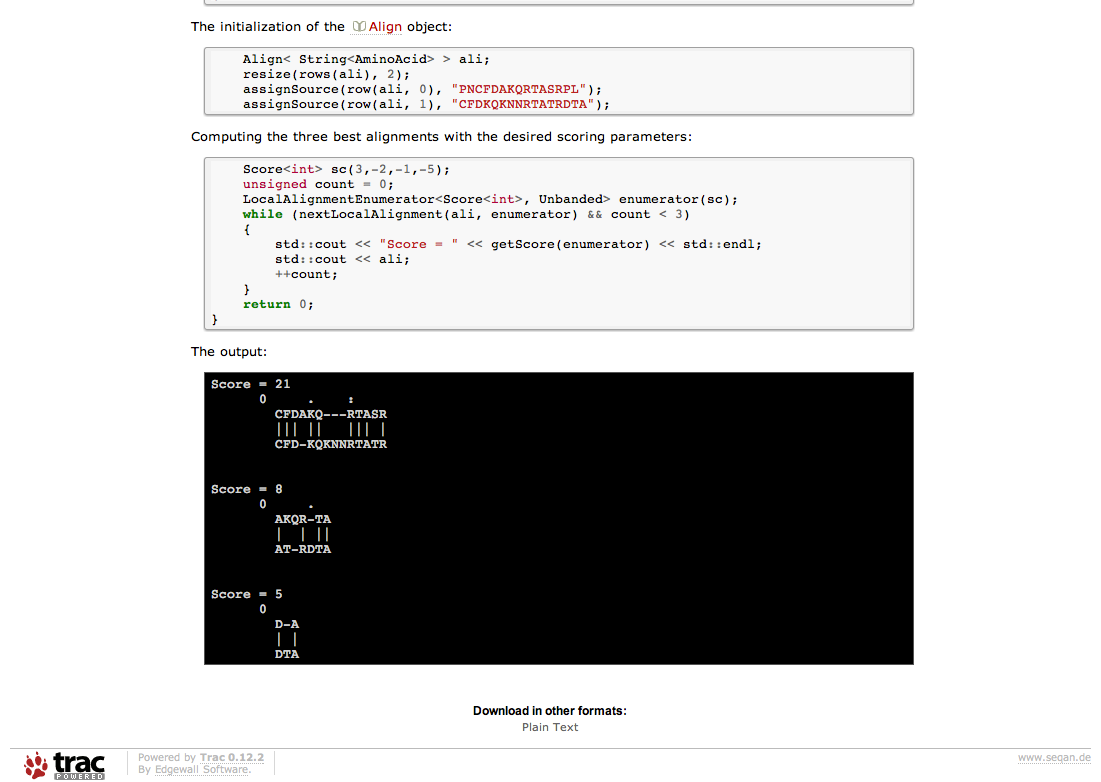 The initialization of the Align object:
Align< String<AminoAcid> > ali;
resize(rows(ali), 2);
assignSource(row(ali, 0), "PNCFDAKQRTASRPL");
assignSource(row(ali, 1), "CFDKQKNNRTATRDTA");
Computing the three best alignments with the desired scoring parameters:
Score<int> sc(3,-2,-1,-5);
unsigned count = 0;
LocalAlignmentEnumerator<Score<int>, Unbanded> enumerator(sc);
while (nextLocalAlignment(ali, enumerator) && count < 3)
{
std::cout << "Score = " << getScore(enumerator) << std::endl;
std::cout << ali;
++count;
}
return 0;
}
The output:
Score = 21
0     .    :
CFDAKQ---RTASR
||| ||   ||| |
CFD-KQKNNRTATR
Score = 8
0     .
AKQR-TA
|  | ||
AT-RDTA
Score = 5
0
D-A
| |
DTA
Download in other formats:
Plain Text
trac POWERED
Powered by Trac 0.12.2
By Edgewall Software.
www.seqan.de